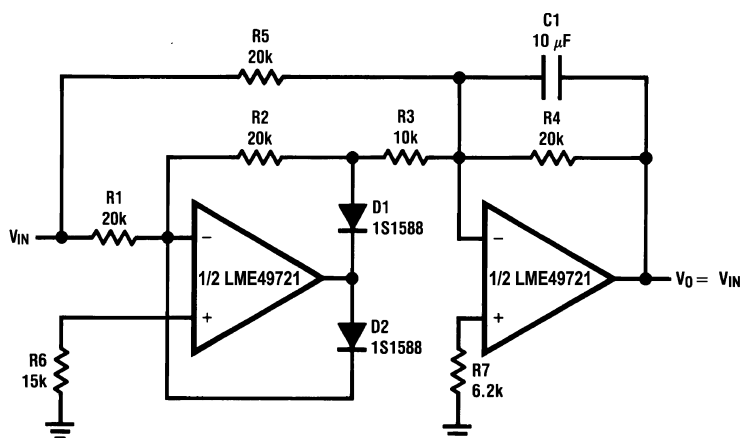 C1
10 μF
R5
20k
R2
20k
R3
10k
R4
20k
R1
20k
D1
1S1588
VIN
−
1/2 LME49721
+
−
1/2 LME49721
+
VO = VIN
D2
1S1588
R6
15k
R7
6.2k